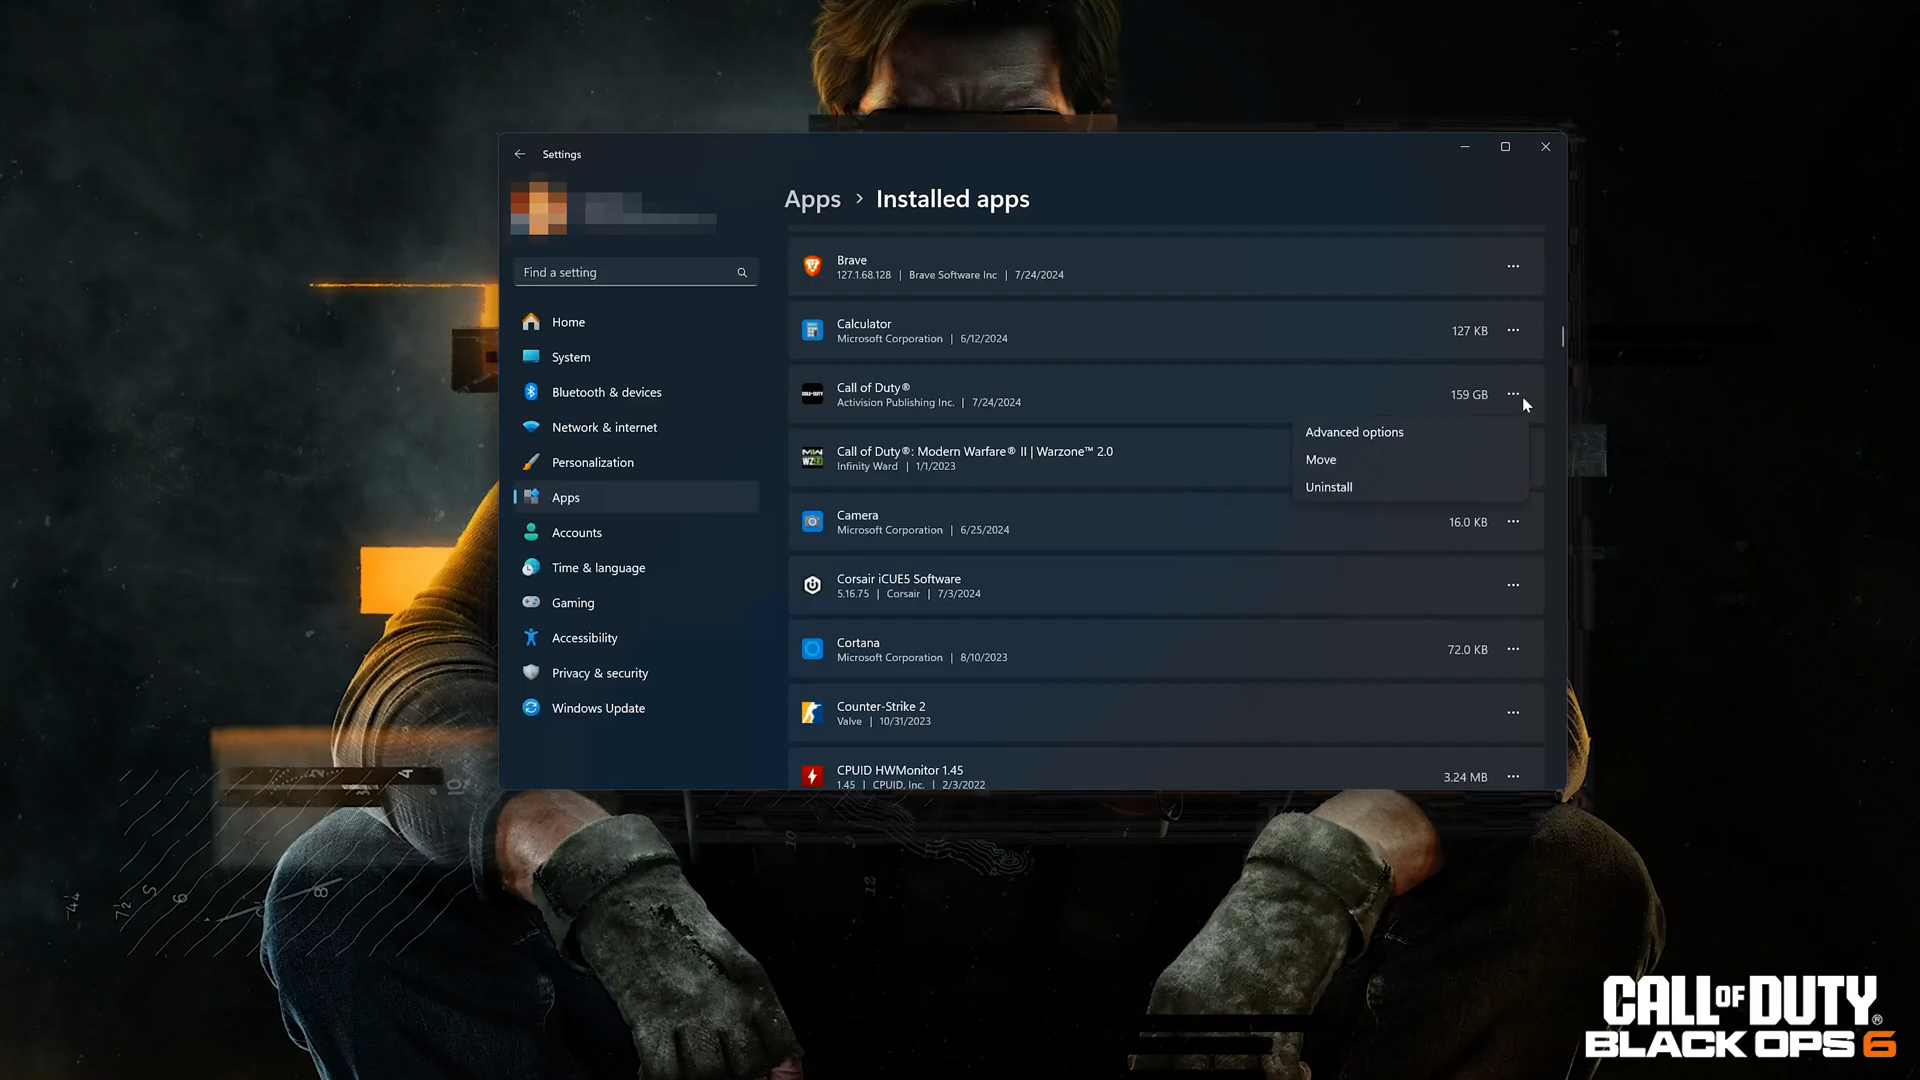 Settings
Find a setting
Home
System
Bluetooth & devices
Network & internet
Personalization
Apps
Accounts
Time & language
Gaming
Accessibility
Privacy & security
Windows Update
Apps > Installed apps
Brave
127.1.68.128 | Brave Software Inc | 7/24/2024
Calculator
Microsoft Corporation | 6/12/2024
127 KB
Call of Duty®
Activision Publishing Inc. | 7/24/2024
159 GB
Advanced options
Move
Uninstall
Call of Duty®: Modern Warfare® II | Warzone™ 2.0
Infinity Ward | 1/1/2023
Camera
Microsoft Corporation | 6/25/2024
16.0 KB
Corsair iCUE5 Software
5.16.75 | Corsair | 7/3/2024
Cortana
Microsoft Corporation | 8/10/2023
72.0 KB
Counter-Strike 2
Valve | 10/31/2023
CPUID HWMonitor 1.45
1.45 | CPUID, Inc. | 2/3/2022
3.24 MB
CALL OF DUTY®
BLACK OPS 6